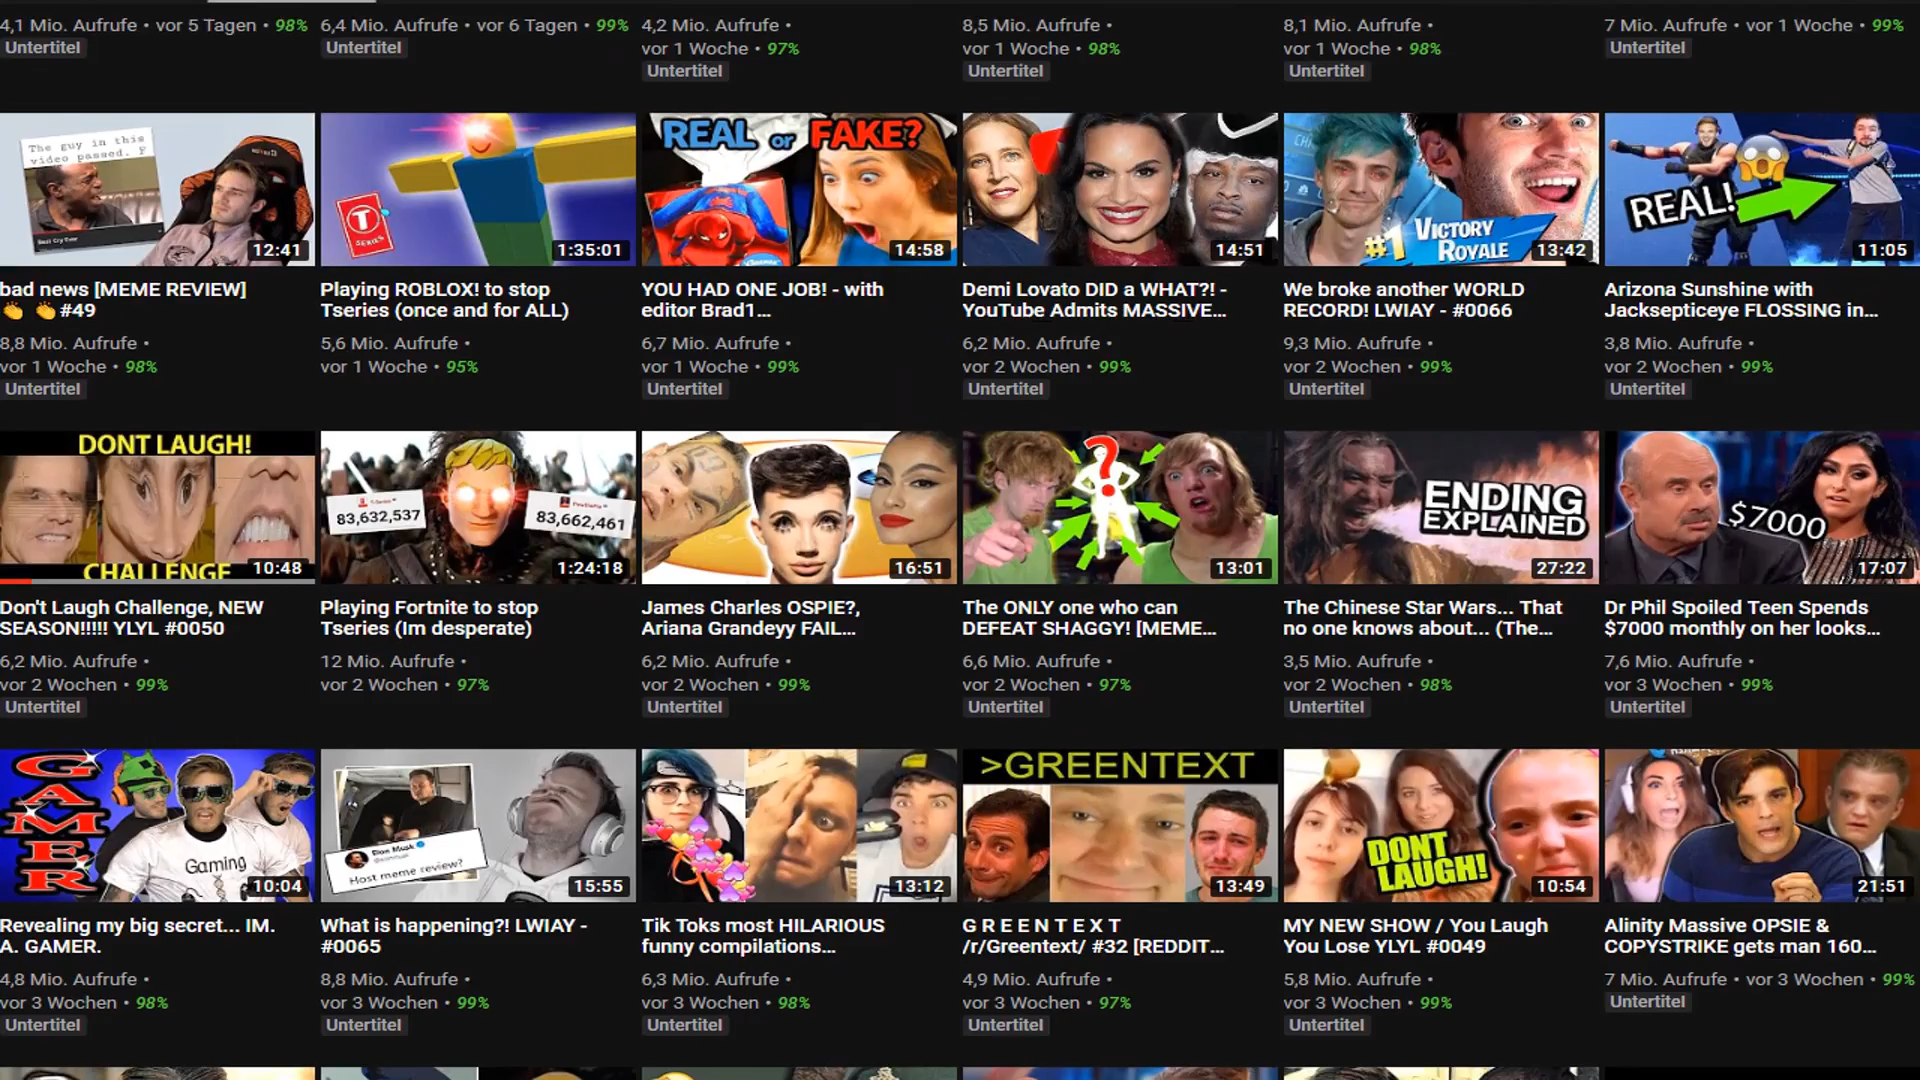 4,1 Mio. Aufrufe • vor 5 Tagen • 98%
Untertitel
6,4 Mio. Aufrufe • vor 6 Tagen • 99%
Untertitel
4,2 Mio. Aufrufe •
vor 1 Woche • 97%
Untertitel
8,5 Mio. Aufrufe •
vor 1 Woche • 98%
Untertitel
8,1 Mio. Aufrufe •
vor 1 Woche • 98%
Untertitel
7 Mio. Aufrufe • vor 1 Woche • 99%
Untertitel
The guy in this
video passed. F
12:41
bad news [MEME REVIEW]
👏 👏 #49
8,8 Mio. Aufrufe •
vor 1 Woche • 98%
Untertitel
T
SERIES
1:35:01
Playing ROBLOX! to stop
Tseries (once and for ALL)
5,6 Mio. Aufrufe •
vor 1 Woche • 95%
REAL or FAKE?
14:58
YOU HAD ONE JOB! - with
editor Brad1...
6,7 Mio. Aufrufe •
vor 1 Woche • 99%
Untertitel
14:51
Demi Lovato DID a WHAT?! -
YouTube Admits MASSIVE...
6,2 Mio. Aufrufe •
vor 2 Wochen • 99%
Untertitel
#1 VICTORY
ROYALE
13:42
We broke another WORLD
RECORD! LWIAY - #0066
9,3 Mio. Aufrufe •
vor 2 Wochen • 99%
Untertitel
REAL!
11:05
Arizona Sunshine with
Jacksepticeye FLOSSING in...
3,8 Mio. Aufrufe •
vor 2 Wochen • 99%
Untertitel
DONT LAUGH!
CHALLENGE
10:48
Don't Laugh Challenge, NEW
SEASON!!!!! YLYL #0050
6,2 Mio. Aufrufe •
vor 2 Wochen • 99%
Untertitel
83,632,537
83,662,461
1:24:18
Playing Fortnite to stop
Tseries (Im desperate)
12 Mio. Aufrufe •
vor 2 Wochen • 97%
16:51
James Charles OSPIE?,
Ariana Grandeyy FAIL...
6,2 Mio. Aufrufe •
vor 2 Wochen • 99%
Untertitel
?
13:01
The ONLY one who can
DEFEAT SHAGGY! [MEME...
6,6 Mio. Aufrufe •
vor 2 Wochen • 97%
Untertitel
ENDING
EXPLAINED
27:22
The Chinese Star Wars... That
no one knows about... (The...
3,5 Mio. Aufrufe •
vor 2 Wochen • 98%
Untertitel
$7000
17:07
Dr Phil Spoiled Teen Spends
$7000 monthly on her looks...
7,6 Mio. Aufrufe •
vor 3 Wochen • 99%
Untertitel
GAMER
Gaming
10:04
Revealing my big secret... IM.
A. GAMER.
4,8 Mio. Aufrufe •
vor 3 Wochen • 98%
Untertitel
Elon Musk
Host meme review?
15:55
What is happening?! LWIAY -
#0065
8,8 Mio. Aufrufe •
vor 3 Wochen • 99%
Untertitel
13:12
Tik Toks most HILARIOUS
funny compilations...
6,3 Mio. Aufrufe •
vor 3 Wochen • 98%
Untertitel
>GREENTEXT
13:49
G R E E N T E X T
/r/Greentext/ #32 [REDDIT...
4,9 Mio. Aufrufe •
vor 3 Wochen • 97%
Untertitel
DONT
LAUGH!
10:54
MY NEW SHOW / You Laugh
You Lose YLYL #0049
5,8 Mio. Aufrufe •
vor 3 Wochen • 99%
Untertitel
21:51
Alinity Massive OPSIE &
COPYSTRIKE gets man 160...
7 Mio. Aufrufe • vor 3 Wochen • 99%
Untertitel